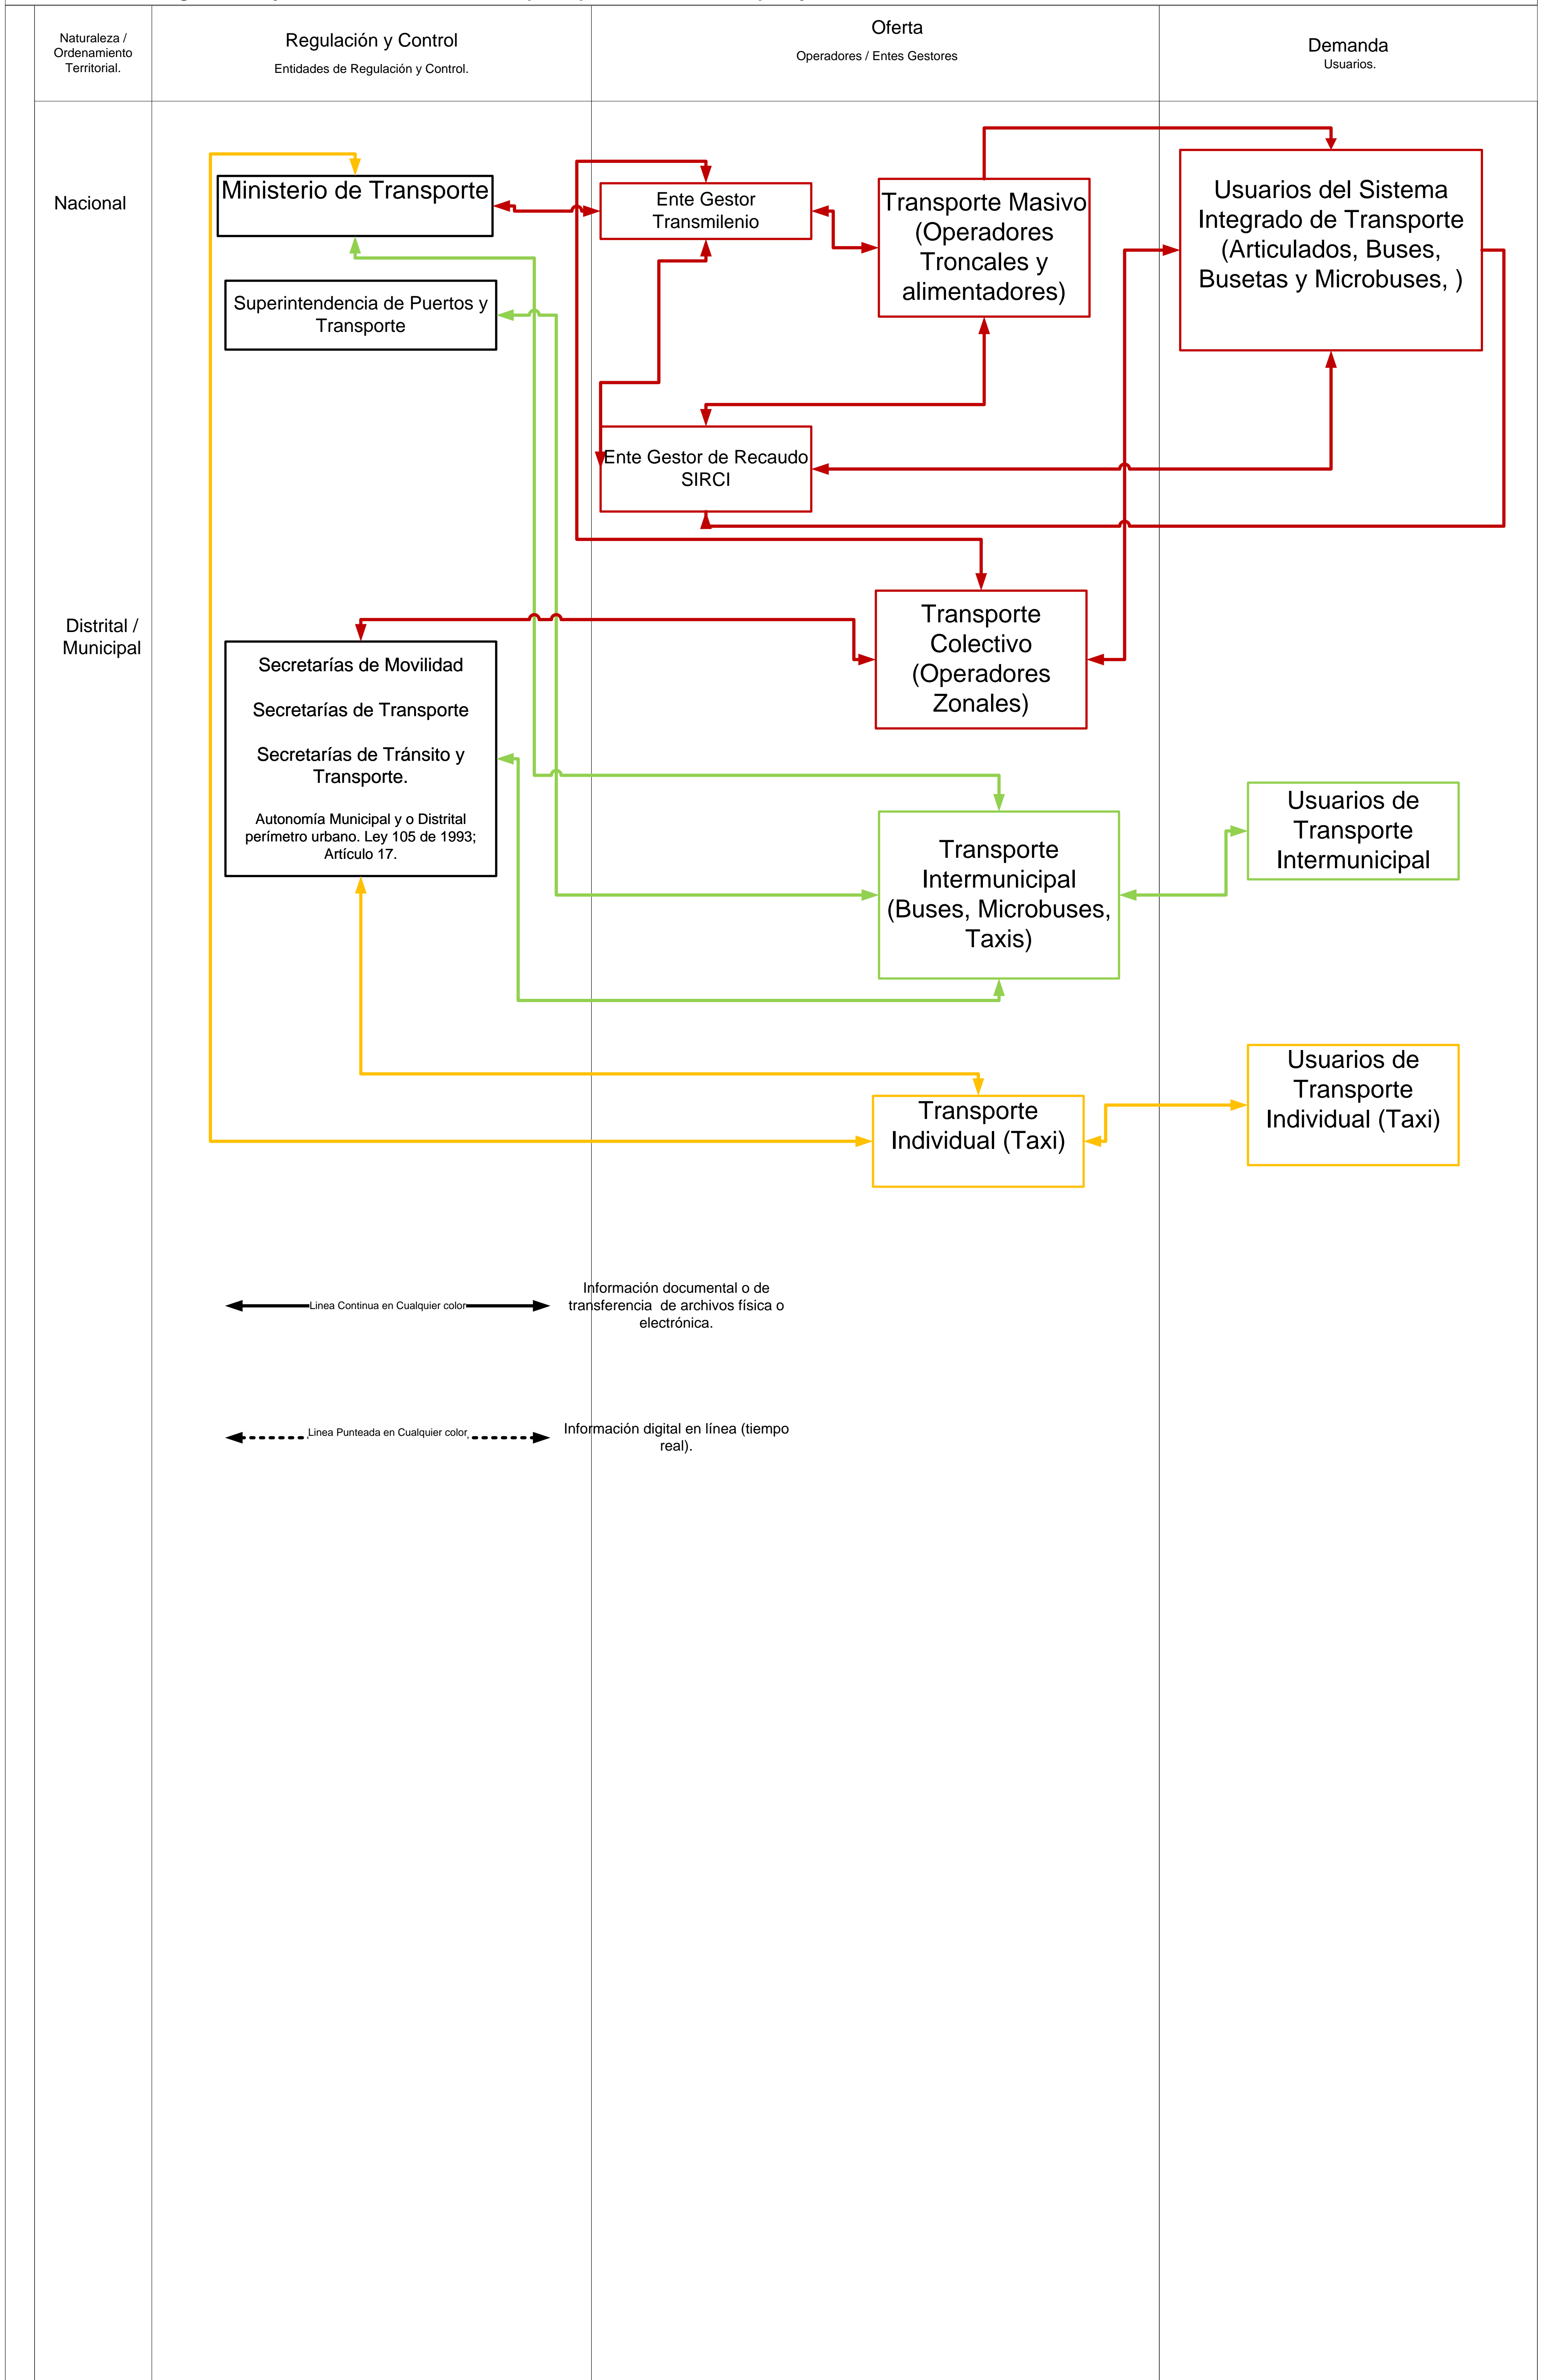 Naturaleza /
Ordenamiento
Territorial.
Regulación y Control
Entidades de Regulación y Control.
Oferta
Operadores / Entes Gestores
Demanda
Usuarios.
Nacional
Ministerio de Transporte
Ente Gestor
Transmilenio
Transporte Masivo
(Operadores
Troncales y
alimentadores)
Usuarios del Sistema
Integrado de Transporte
(Articulados, Buses,
Busetas y Microbuses, )
Superintendencia de Puertos y
Transporte
Ente Gestor de Recaudo
SIRCI
Distrital /
Municipal
Transporte
Colectivo
(Operadores
Zonales)
Secretarías de Movilidad
Secretarías de Transporte
Secretarías de Tránsito y
Transporte.
Autonomía Municipal y o Distrital
perímetro urbano. Ley 105 de 1993;
Artículo 17.
Transporte
Intermunicipal
(Buses, Microbuses,
Taxis)
Usuarios de
Transporte
Intermunicipal
Transporte
Individual (Taxi)
Usuarios de
Transporte
Individual (Taxi)
Linea Continua en Cualquier color
Información documental o de
transferencia  de archivos física o
electrónica.
Linea Punteada en Cualquier color
Información digital en línea (tiempo
real).